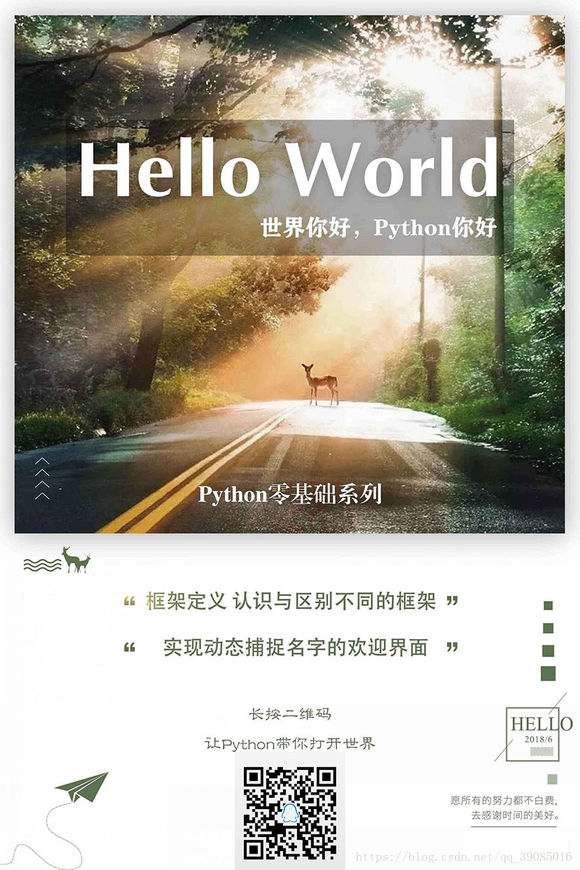 Hello World
世界你好，Python你好
Python零基础系列
“ 框架定义 认识与区别不同的框架 ”
“ 实现动态捕捉名字的欢迎界面 ”
长按二维码
让Python带你打开世界
HELLO
2018/6
愿所有的努力都不白费，
去感谢时间的美好。
https://blog.csdn.net/qq_39085016